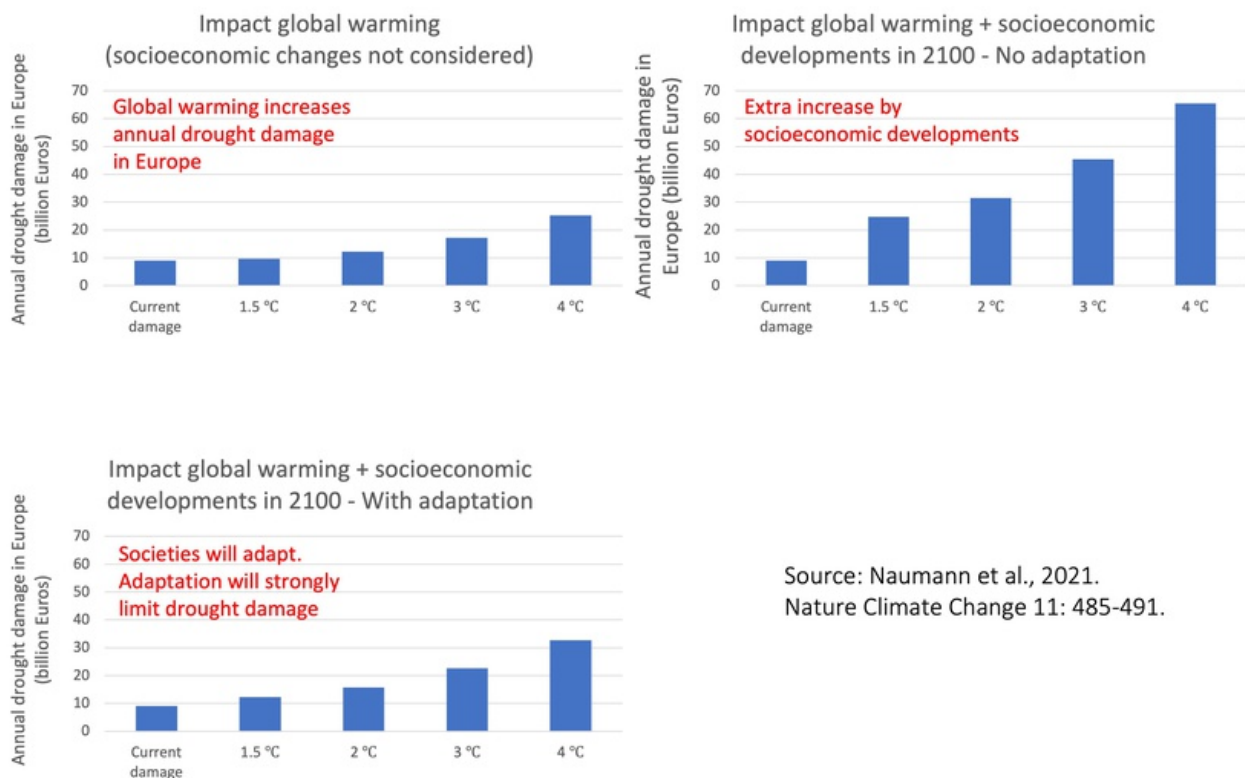 Impact global warming
(socioeconomic changes not considered)
Annual drought damage in Europe
(billion Euros)
70
60
50
40
30
20
10
0
Global warming increases
annual drought damage
in Europe
Current
damage
1.5 °C
2 °C
3 °C
4 °C
Impact global warming + socioeconomic
developments in 2100 - No adaptation
Annual drought damage in
Europe (billion Euros)
70
60
50
40
30
20
10
0
Extra increase by
socioeconomic developments
Current
damage
1.5 °C
2 °C
3 °C
4 °C
Impact global warming + socioeconomic
developments in 2100 - With adaptation
Annual drought damage in Europe
(billion Euros)
70
60
50
40
30
20
10
0
Societies will adapt.
Adaptation will strongly
limit drought damage
Current
damage
1.5 °C
2 °C
3 °C
4 °C
Source: Naumann et al., 2021.
Nature Climate Change 11: 485-491.